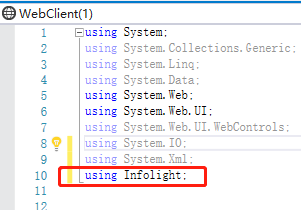 WebClient(1)
1 using System;
2 using System.Collections.Generic;
3 using System.Linq;
4 using System.Data;
5 using System.Web;
6 using System.Web.UI;
7 using System.Web.UI.WebControls;
8 using System.IO;
9 using System.Xml;
10 using Infolight;
11
12